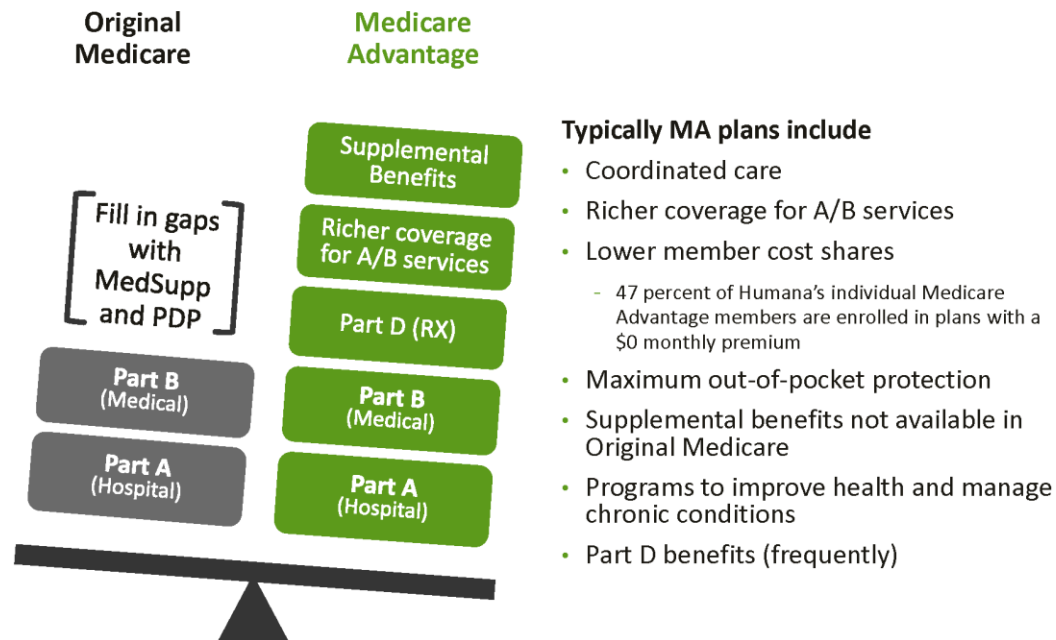 Original
Medicare
Medicare
Advantage
Fill in gaps
with
MedSupp
and PDP
Part B
(Medical)
Part A
(Hospital)
Supplemental
Benefits
Richer coverage
for A/B services
Part D (RX)
Part B
(Medical)
Part A
(Hospital)
Typically MA plans include
• Coordinated care
• Richer coverage for A/B services
• Lower member cost shares
- 47 percent of Humana’s individual Medicare
Advantage members are enrolled in plans with a
$0 monthly premium
• Maximum out-of-pocket protection
• Supplemental benefits not available in
Original Medicare
• Programs to improve health and manage
chronic conditions
• Part D benefits (frequently)